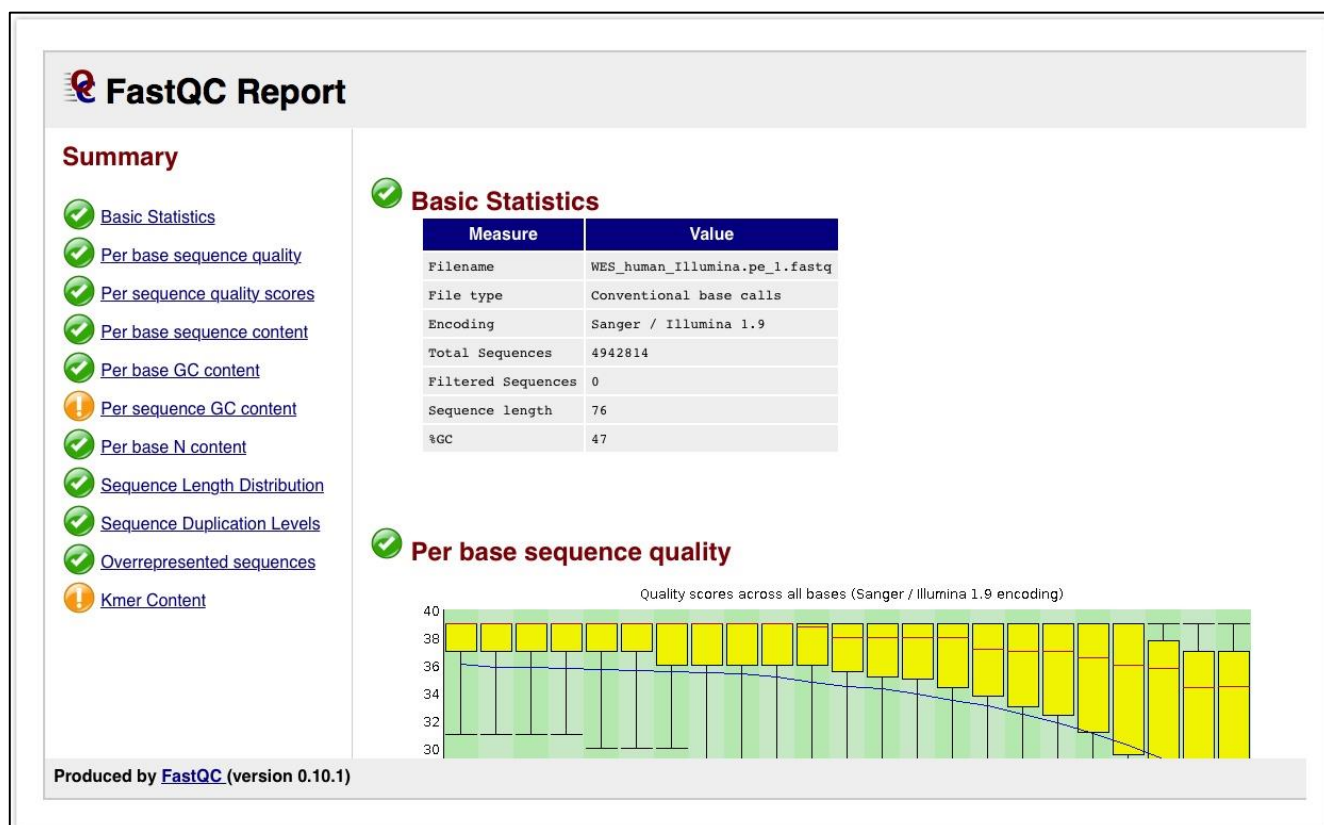 FastQC Report
Summary
Basic Statistics
Per base sequence quality
Per sequence quality scores
Per base sequence content
Per base GC content
Per sequence GC content
Per base N content
Sequence Length Distribution
Sequence Duplication Levels
Overrepresented sequences
Kmer Content
Basic Statistics
Measure Value
Filename WES_human_Illumina.pe_1.fastq
File type Conventional base calls
Encoding Sanger / Illumina 1.9
Total Sequences 4942814
Filtered Sequences 0
Sequence length 76
%GC 47
Per base sequence quality
Quality scores across all bases (Sanger / Illumina 1.9 encoding)
40
38
36
34
32
30
Produced by FastQC (version 0.10.1)